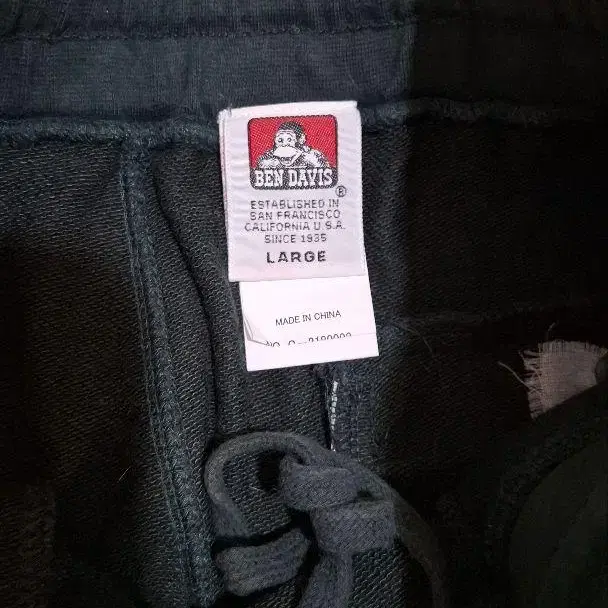 BEN DAVIS
®
ESTABLISHED IN
SAN FRANCISCO
CALIFORNIA U.S.A.
SINCE 1935
LARGE
MADE IN CHINA